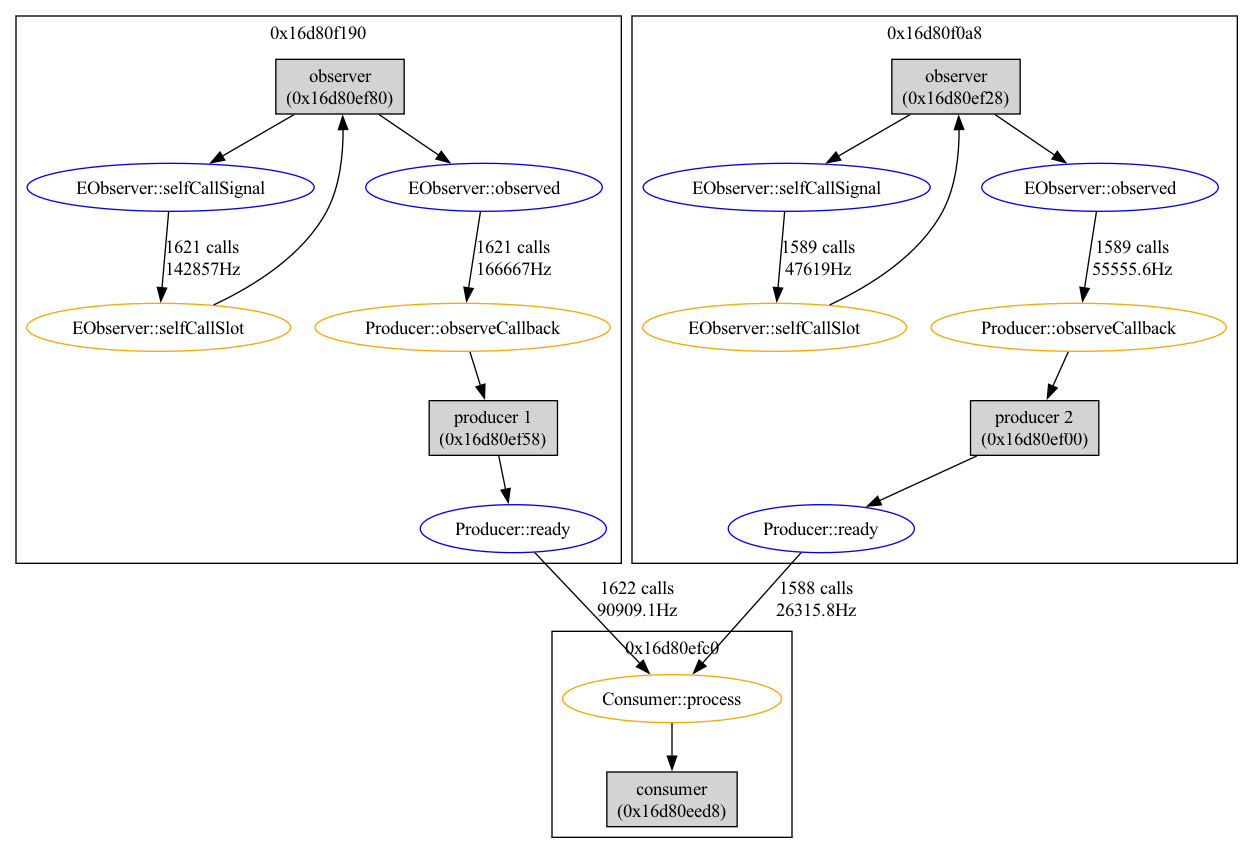 0x16d80f190
observer
(0x16d80ef80)
EObserver::selfCallSignal
EObserver::observed
1621 calls
142857Hz
1621 calls
166667Hz
EObserver::selfCallSlot
Producer::observeCallback
producer 1
(0x16d80ef58)
Producer::ready
0x16d80f0a8
observer
(0x16d80ef28)
EObserver::selfCallSignal
EObserver::observed
1589 calls
47619Hz
1589 calls
55555.6Hz
EObserver::selfCallSlot
Producer::observeCallback
producer 2
(0x16d80ef00)
Producer::ready
1622 calls
90909.1Hz
1588 calls
26315.8Hz
0x16d80efc0
Consumer::process
consumer
(0x16d80eed8)